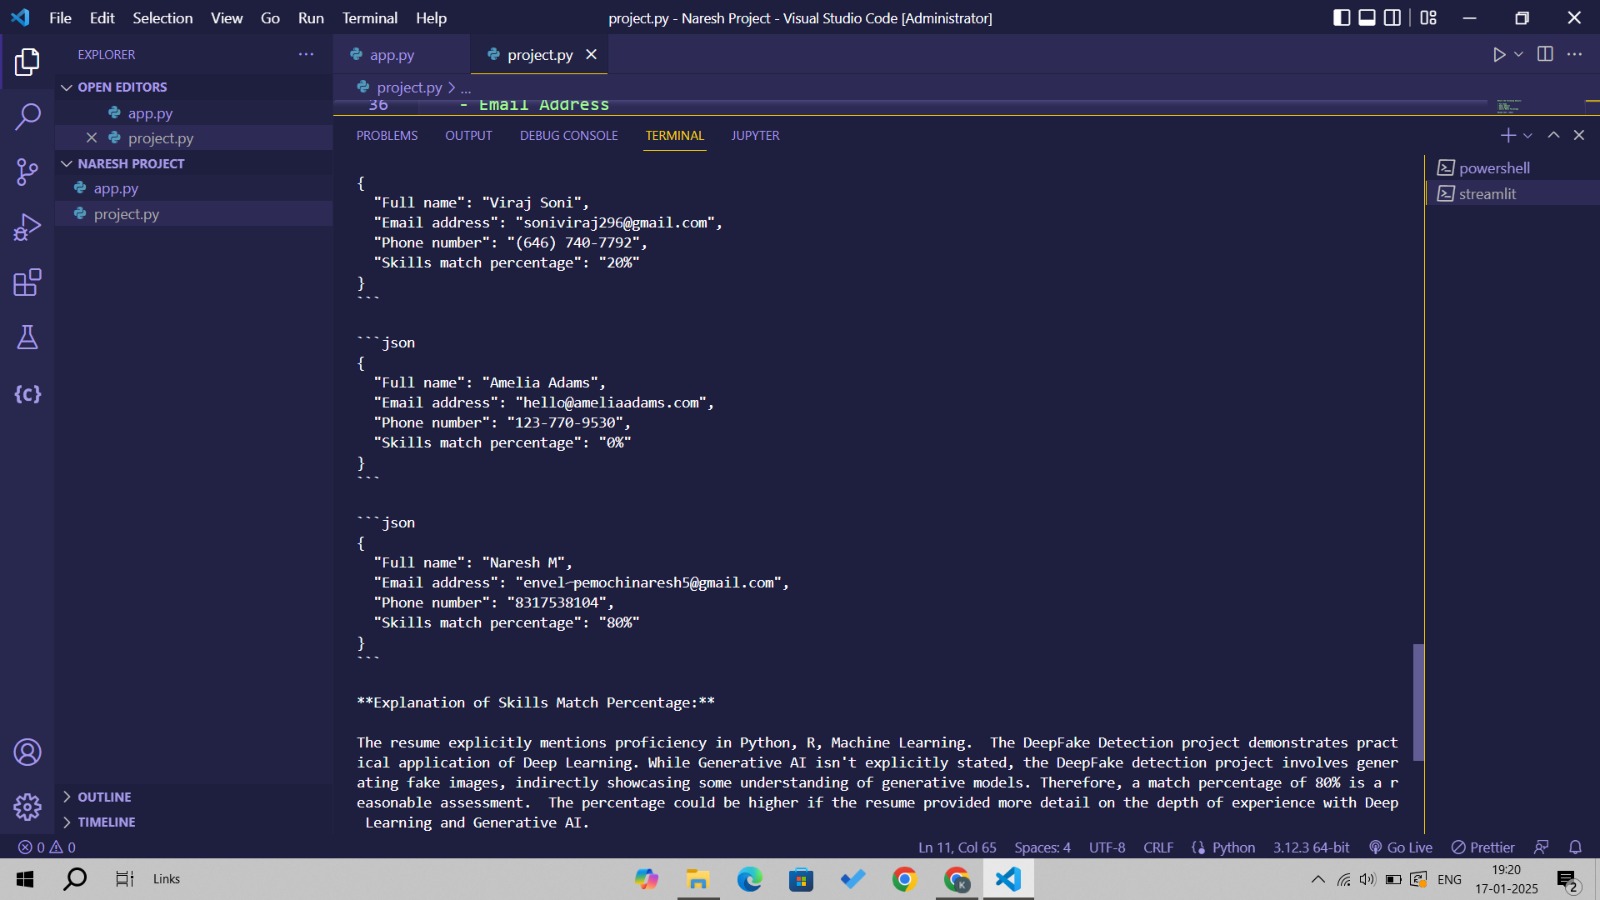 File Edit Selection View Go Run Terminal Help
project.py - Naresh Project - Visual Studio Code [Administrator]
EXPLORER
OPEN EDITORS
app.py
project.py
NARESH PROJECT
app.py
project.py
OUTLINE
TIMELINE
app.py
project.py
project.py > ...
36 - Email Address
PROBLEMS OUTPUT DEBUG CONSOLE TERMINAL JUPYTER
powershell
streamlit
{
"Full name": "Viraj Soni",
"Email address": "soniviraj296@gmail.com",
"Phone number": "(646) 740-7792",
"Skills match percentage": "20%"
}
```
```json
{
"Full name": "Amelia Adams",
"Email address": "hello@ameliaadams.com",
"Phone number": "123-770-9530",
"Skills match percentage": "0%"
}
```
```json
{
"Full name": "Naresh M",
"Email address": "envel-pemochinaresh5@gmail.com",
"Phone number": "8317538104",
"Skills match percentage": "80%"
}
```
**Explanation of Skills Match Percentage:**
The resume explicitly mentions proficiency in Python, R, Machine Learning.  The DeepFake Detection project demonstrates pract
ical application of Deep Learning. While Generative AI isn't explicitly stated, the DeepFake detection project involves gener
ating fake images, indirectly showcasing some understanding of generative models. Therefore, a match percentage of 80% is a r
easonable assessment.  The percentage could be higher if the resume provided more detail on the depth of experience with Deep
Learning and Generative AI.
0 0 Ln 11, Col 65 Spaces: 4 UTF-8 CRLF Python 3.12.3 64-bit Go Live Prettier
Links
K
ENG
19:20
17-01-2025
2